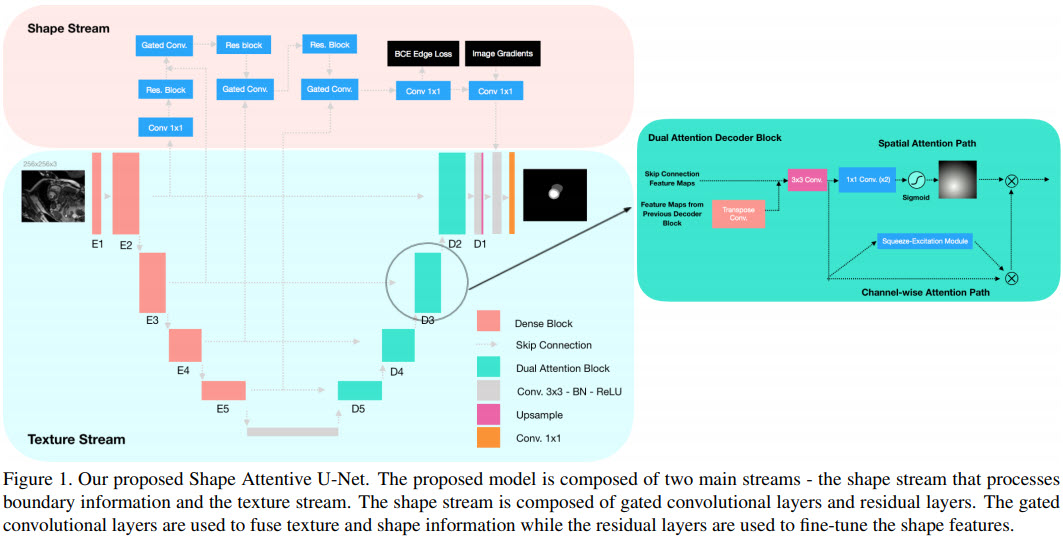 Shape Stream
Gated Conv.
Res block
Res. Block
BCE Edge Loss
Image Gradients
Res. Block
Gated Conv.
Gated Conv.
Conv 1x1
Conv 1x1
Conv 1x1
256x256x3
E1
E2
D2
D1
E3
D3
E4
D4
E5
D5
Dense Block
Skip Connection
Dual Attention Block
Conv. 3x3 - BN - ReLU
Upsample
Conv. 1x1
Texture Stream
Dual Attention Decoder Block
Spatial Attention Path
Skip Connection
Feature Maps
3x3 Conv.
1x1 Conv. (x2)
Sigmoid
Feature Maps from
Previous Decoder
Block
Transpose
Conv.
Squeeze-Excitation Module
Channel-wise Attention Path
Figure 1. Our proposed Shape Attentive U-Net. The proposed model is composed of two main streams - the shape stream that processes
boundary information and the texture stream. The shape stream is composed of gated convolutional layers and residual layers. The gated
convolutional layers are used to fuse texture and shape information while the residual layers are used to fine-tune the shape features.